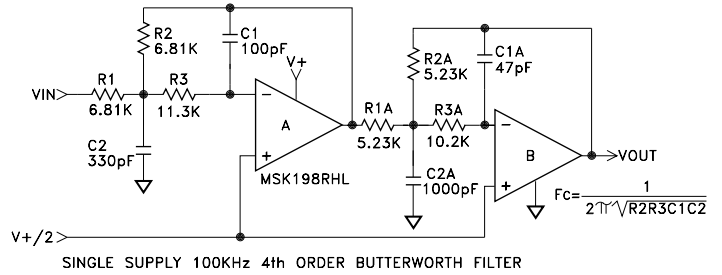 R2
6.81K
C1
100pF
V+
R2A
5.23K
C1A
47pF
VIN
R1
6.81K
R3
11.3K
−
A
+
R1A
5.23K
R3A
10.2K
−
B
+
VOUT
C2
330pF
MSK198RHL
C2A
1000pF
Fc= 1
2π√R2R3C1C2
V+/2
SINGLE SUPPLY 100KHz 4th ORDER BUTTERWORTH FILTER